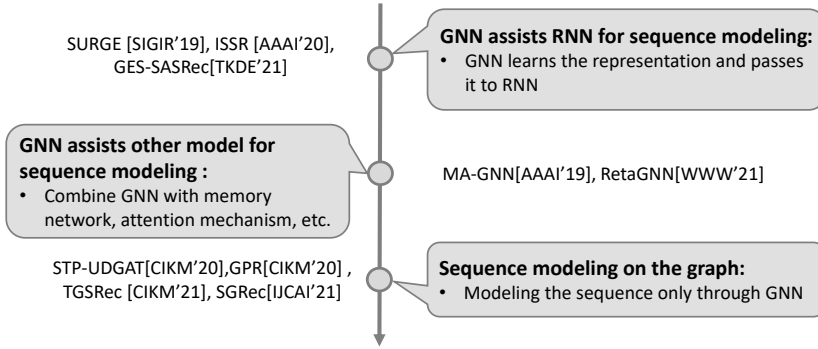 SURGE [SIGIR'19], ISSR [AAAI'20],
GES-SASRec[TKDE'21]
GNN assists RNN for sequence modeling:
• GNN learns the representation and passes
it to RNN
GNN assists other model for
sequence modeling :
• Combine GNN with memory
network, attention mechanism, etc.
MA-GNN[AAAI'19], RetaGNN[WWW'21]
STP-UDGAT[CIKM'20],GPR[CIKM'20] ,
TGSRec [CIKM'21], SGRec[IJCAI'21]
Sequence modeling on the graph:
• Modeling the sequence only through GNN